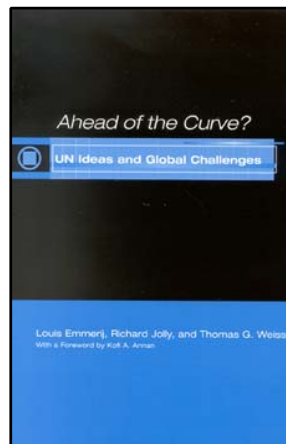 Ahead of the Curve?
UN Ideas and Global Challenges
Louis Emmerij, Richard Jolly, and Thomas G. Weiss
With a Foreword by Kofi A. Annan